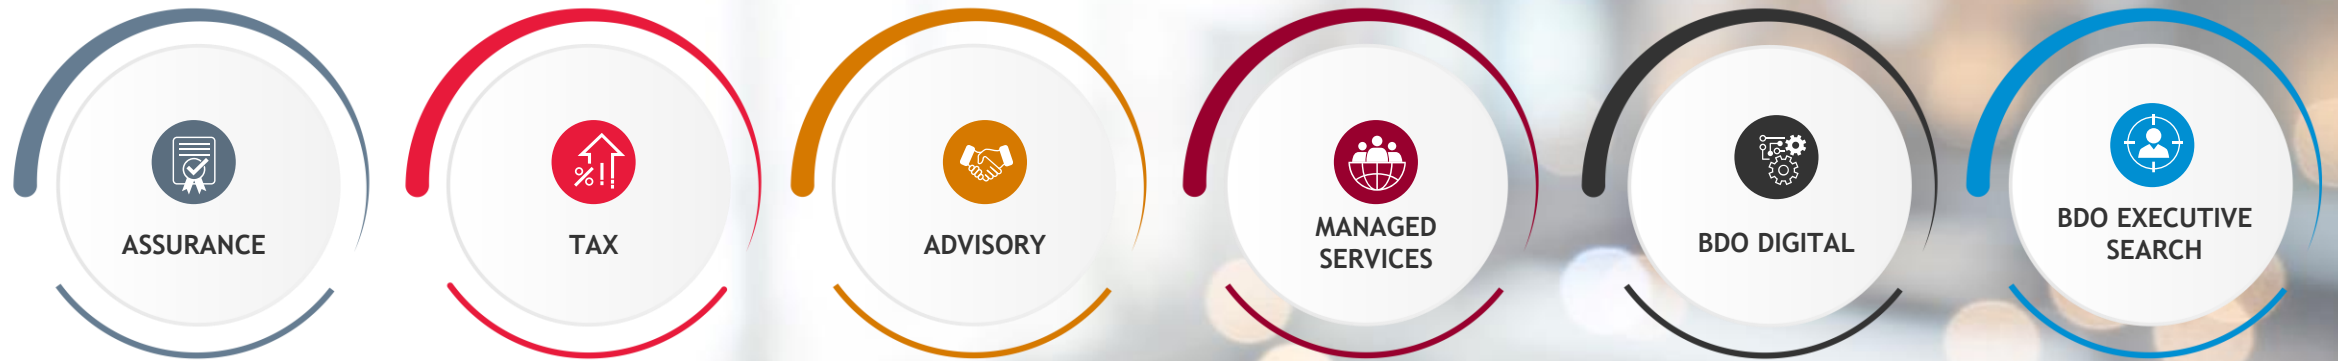 ASSURANCE
TAX
ADVISORY
MANAGED
SERVICES
BDO DIGITAL
BDO EXECUTIVE
SEARCH